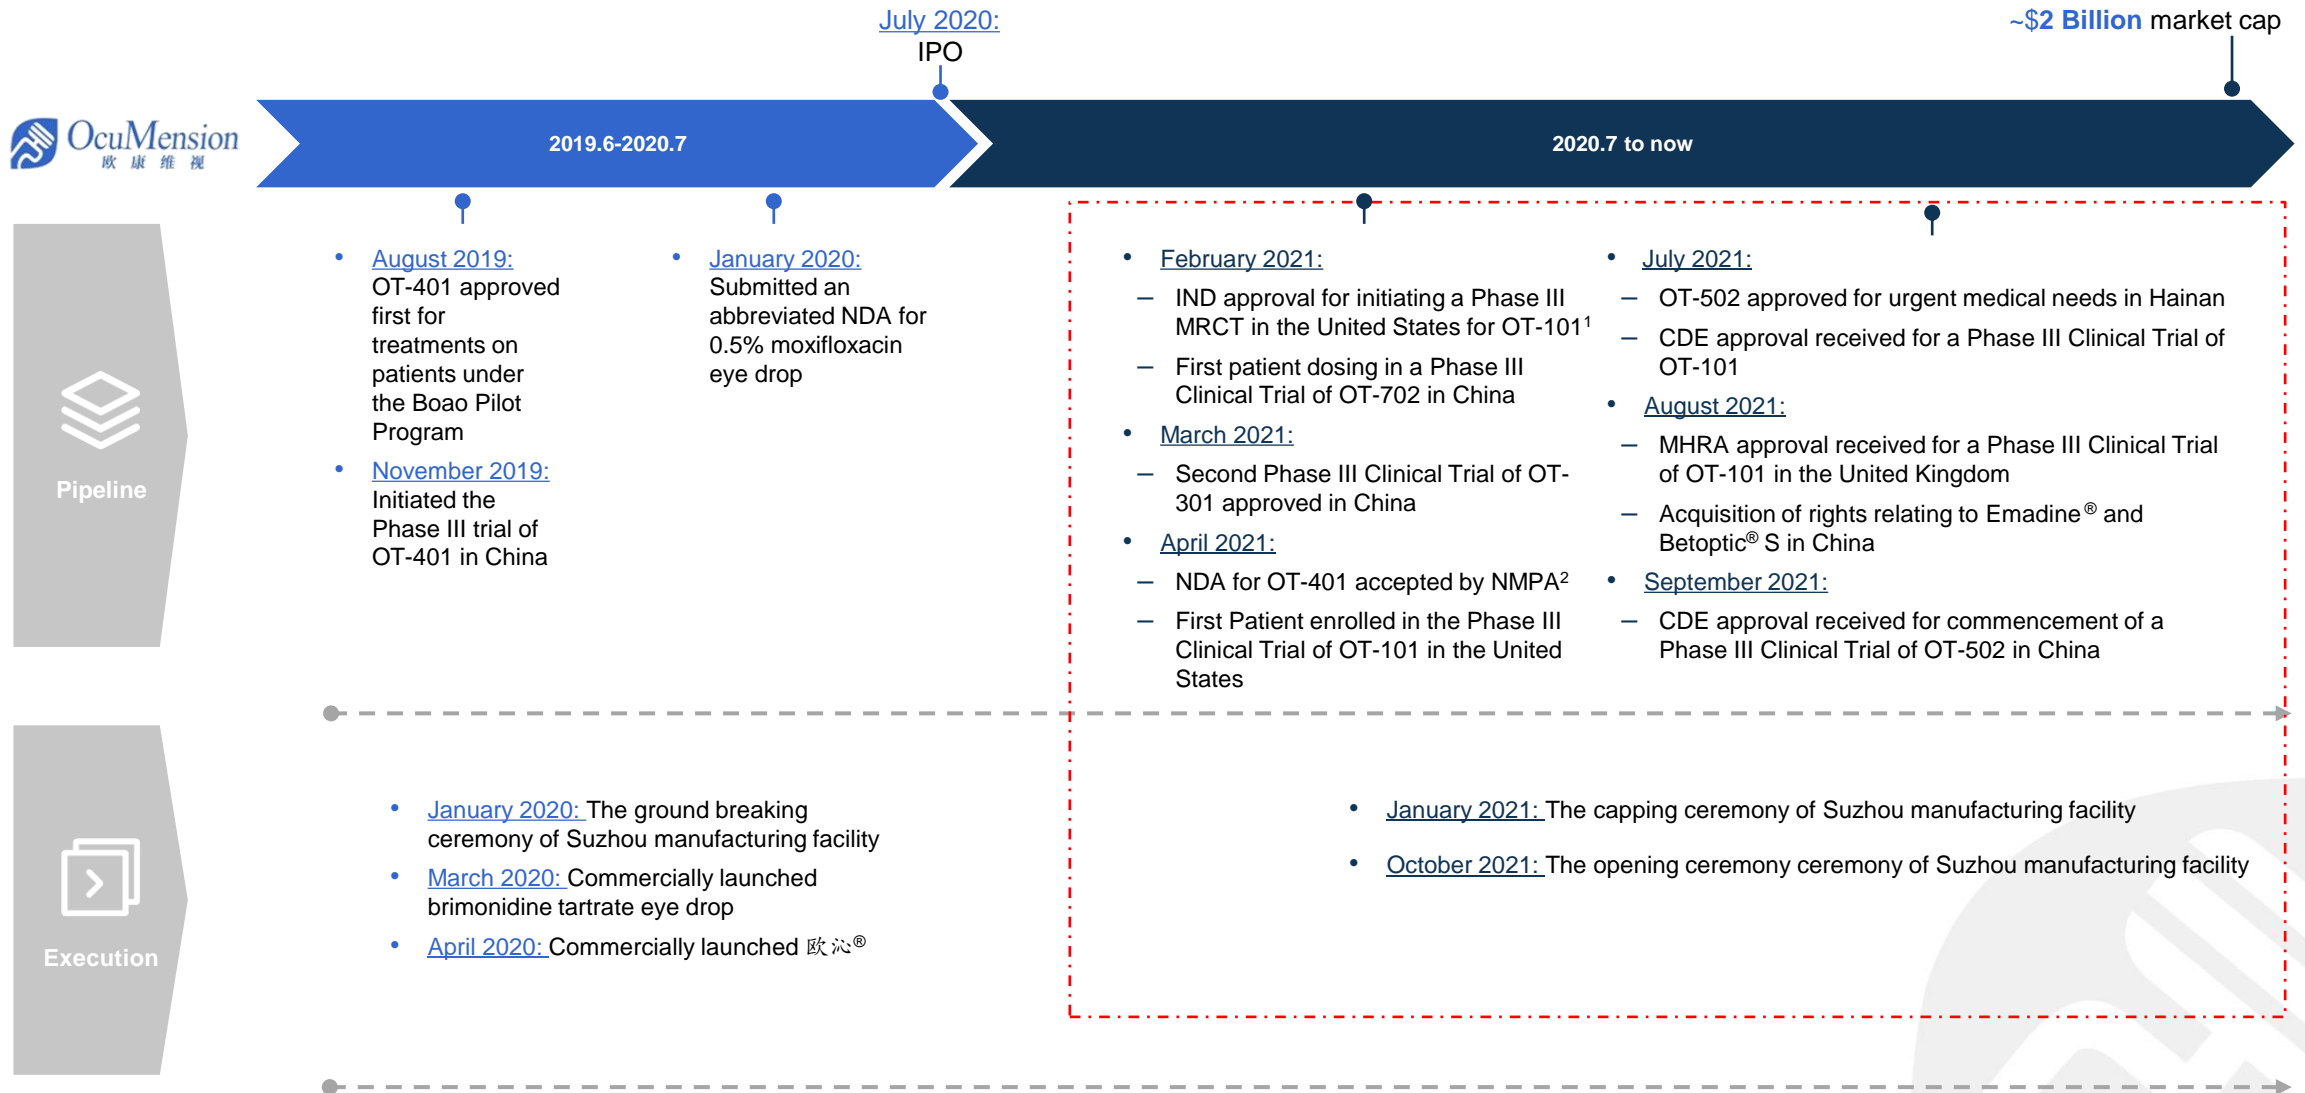 July 2020:
IPO
~$2 Billion market cap
OcuMension
欧康维视
2019.6-2020.7
2020.7 to now
Pipeline
• August 2019:
OT-401 approved
first for
treatments on
patients under
the Boao Pilot
Program
• November 2019:
Initiated the
Phase III trial of
OT-401 in China
• January 2020:
Submitted an
abbreviated NDA for
0.5% moxifloxacin
eye drop
• February 2021:
– IND approval for initiating a Phase III
MRCT in the United States for OT-101¹
– First patient dosing in a Phase III
Clinical Trial of OT-702 in China
• March 2021:
– Second Phase III Clinical Trial of OT-
301 approved in China
• April 2021:
– NDA for OT-401 accepted by NMPA²
– First Patient enrolled in the Phase III
Clinical Trial of OT-101 in the United
States
• July 2021:
– OT-502 approved for urgent medical needs in Hainan
– CDE approval received for a Phase III Clinical Trial of
OT-101
• August 2021:
– MHRA approval received for a Phase III Clinical Trial
of OT-101 in the United Kingdom
– Acquisition of rights relating to Emadine® and
Betoptic® S in China
• September 2021:
– CDE approval received for commencement of a
Phase III Clinical Trial of OT-502 in China
Execution
• January 2020: The ground breaking
ceremony of Suzhou manufacturing facility
• March 2020: Commercially launched
brimonidine tartrate eye drop
• April 2020: Commercially launched 欧沁®
• January 2021: The capping ceremony of Suzhou manufacturing facility
• October 2021: The opening ceremony ceremony of Suzhou manufacturing facility